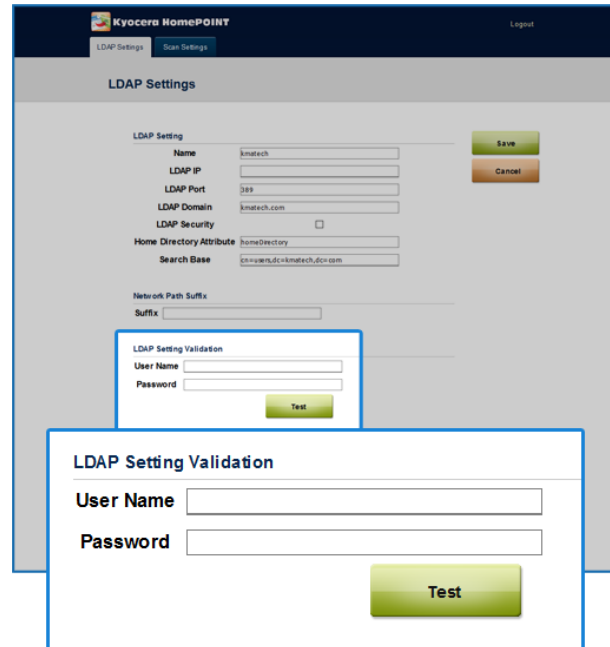 Kyocera HomePOINT
Logout
LDAP Settings Scan Settings
LDAP Settings
LDAP Setting
Save
Name kmatech
LDAP IP
Cancel
LDAP Port 389
LDAP Domain kmatech.com
LDAP Security
Home Directory Attribute homeDirectory
Search Base cn=users,dc=kmatech,dc=com
Network Path Suffix
Suffix
LDAP Setting Validation
User Name
Password
Test
LDAP Setting Validation
User Name
Password
Test